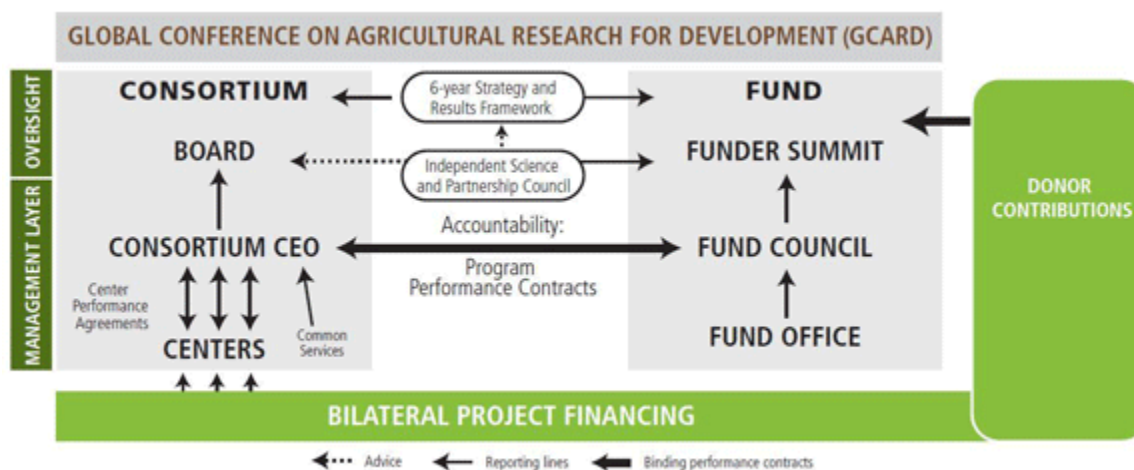 GLOBAL CONFERENCE ON AGRICULTURAL RESEARCH FOR DEVELOPMENT (GCARD)
OVERSIGHT
MANAGEMENT LAYER
CONSORTIUM
6-year Strategy and
Results Framework
FUND
BOARD
Independent Science
and Partnership Council
FUNDER SUMMIT
CONSORTIUM CEO
Accountability:
Program
Performance Contracts
FUND COUNCIL
Center
Performance
Agreements
CENTERS
Common
Services
FUND OFFICE
DONOR
CONTRIBUTIONS
BILATERAL PROJECT FINANCING
Advice
Reporting lines
Binding performance contracts